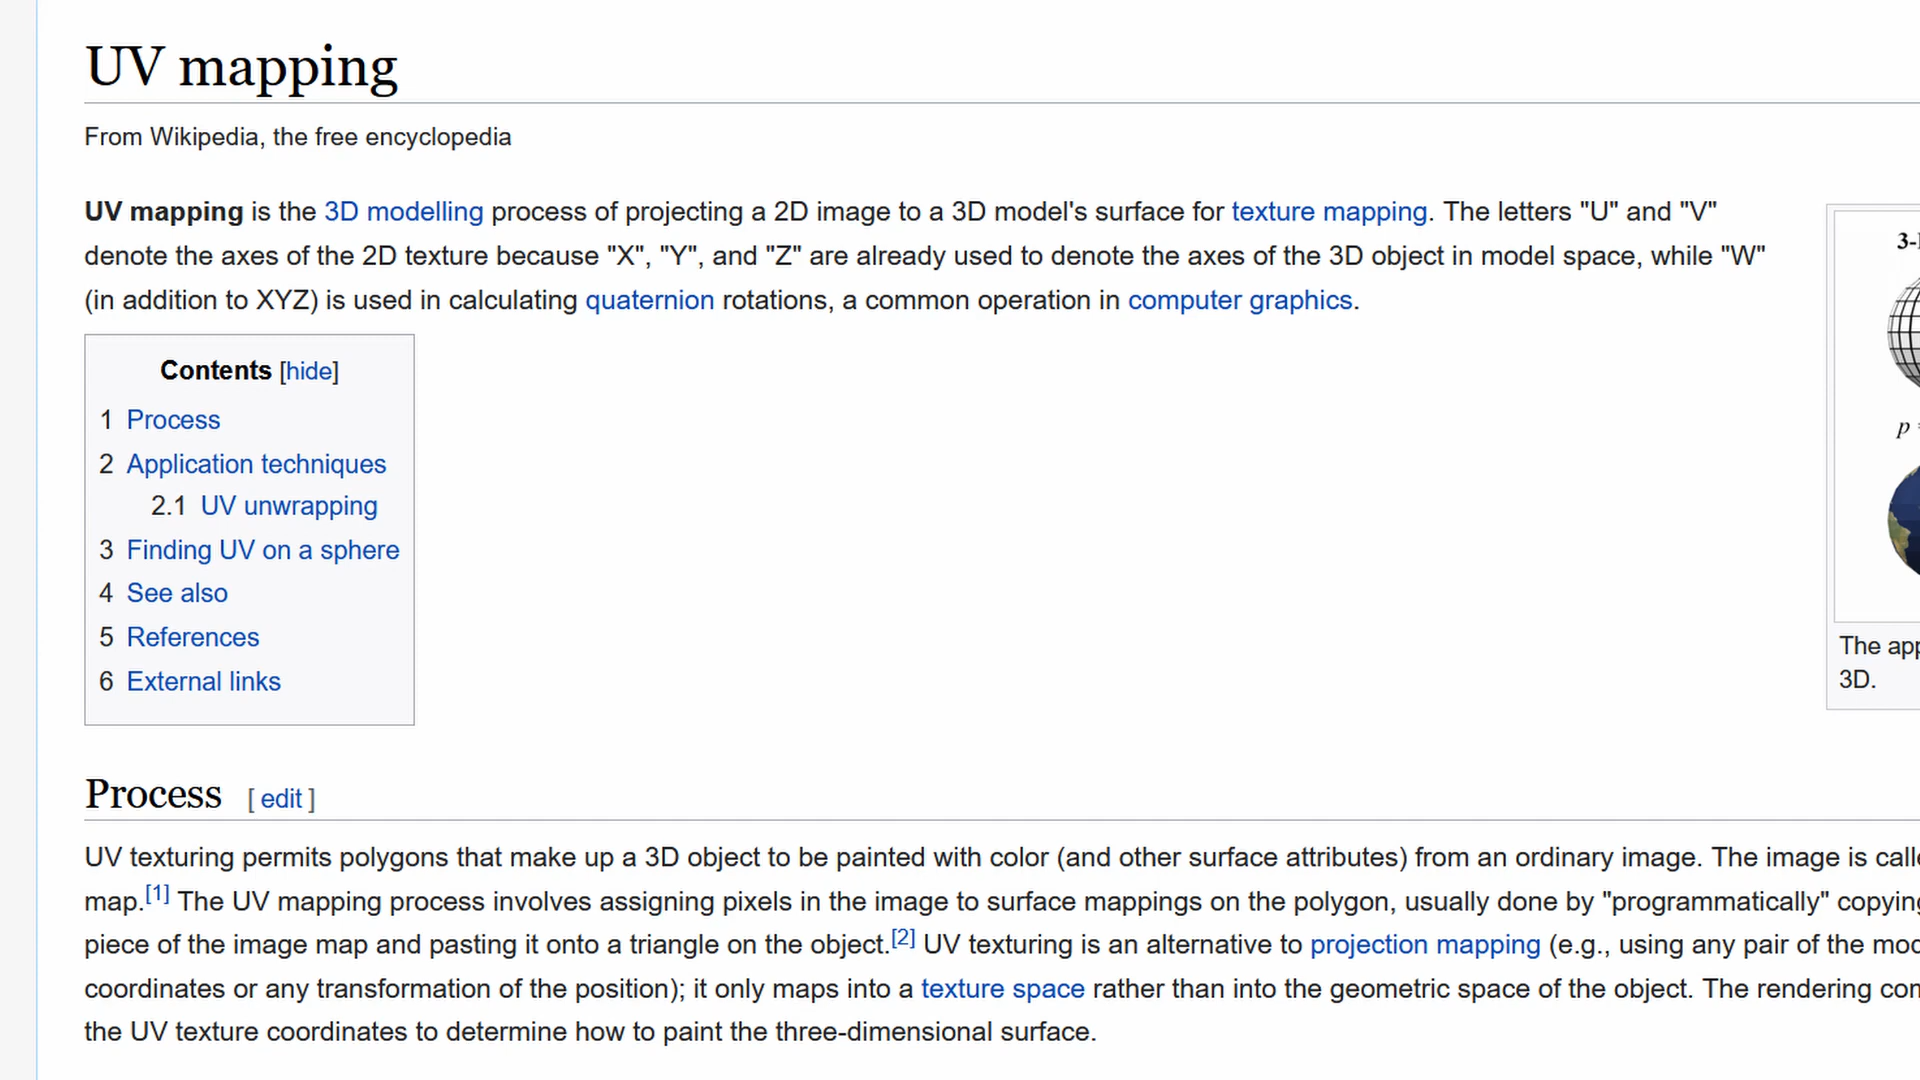 UV mapping
From Wikipedia, the free encyclopedia
UV mapping is the 3D modelling process of projecting a 2D image to a 3D model's surface for texture mapping. The letters "U" and "V"
denote the axes of the 2D texture because "X", "Y", and "Z" are already used to denote the axes of the 3D object in model space, while "W"
(in addition to XYZ) is used in calculating quaternion rotations, a common operation in computer graphics.
3-
p
The app
3D.
Contents [hide]
1 Process
2 Application techniques
2.1 UV unwrapping
3 Finding UV on a sphere
4 See also
5 References
6 External links
Process [ edit ]
UV texturing permits polygons that make up a 3D object to be painted with color (and other surface attributes) from an ordinary image. The image is calle
map.[1] The UV mapping process involves assigning pixels in the image to surface mappings on the polygon, usually done by "programmatically" copying
piece of the image map and pasting it onto a triangle on the object.[2] UV texturing is an alternative to projection mapping (e.g., using any pair of the mod
coordinates or any transformation of the position); it only maps into a texture space rather than into the geometric space of the object. The rendering com
the UV texture coordinates to determine how to paint the three-dimensional surface.